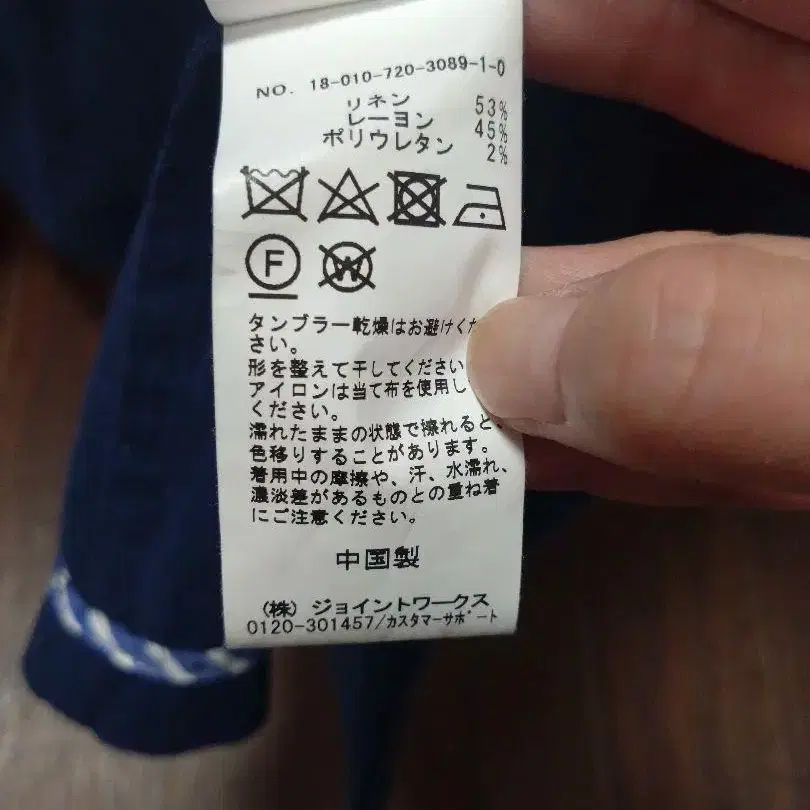 NO. 18-010-720-3089-1-0
リネン 53%
レーヨン 45%
ポリウレタン 2%
F
W
タンブラー乾燥はお避けくだ
さい。
形を整えて干してください
アイロンは当て布を使用し
ください。
濡れたままの状態で擦れると、
色移りすることがあります。
着用中の摩擦や、汗、水濡れ、
濃淡差があるものとの重ね着
にご注意ください。
中国製
(株) ジョイントワークス
0120-301457/カスタマーサポート